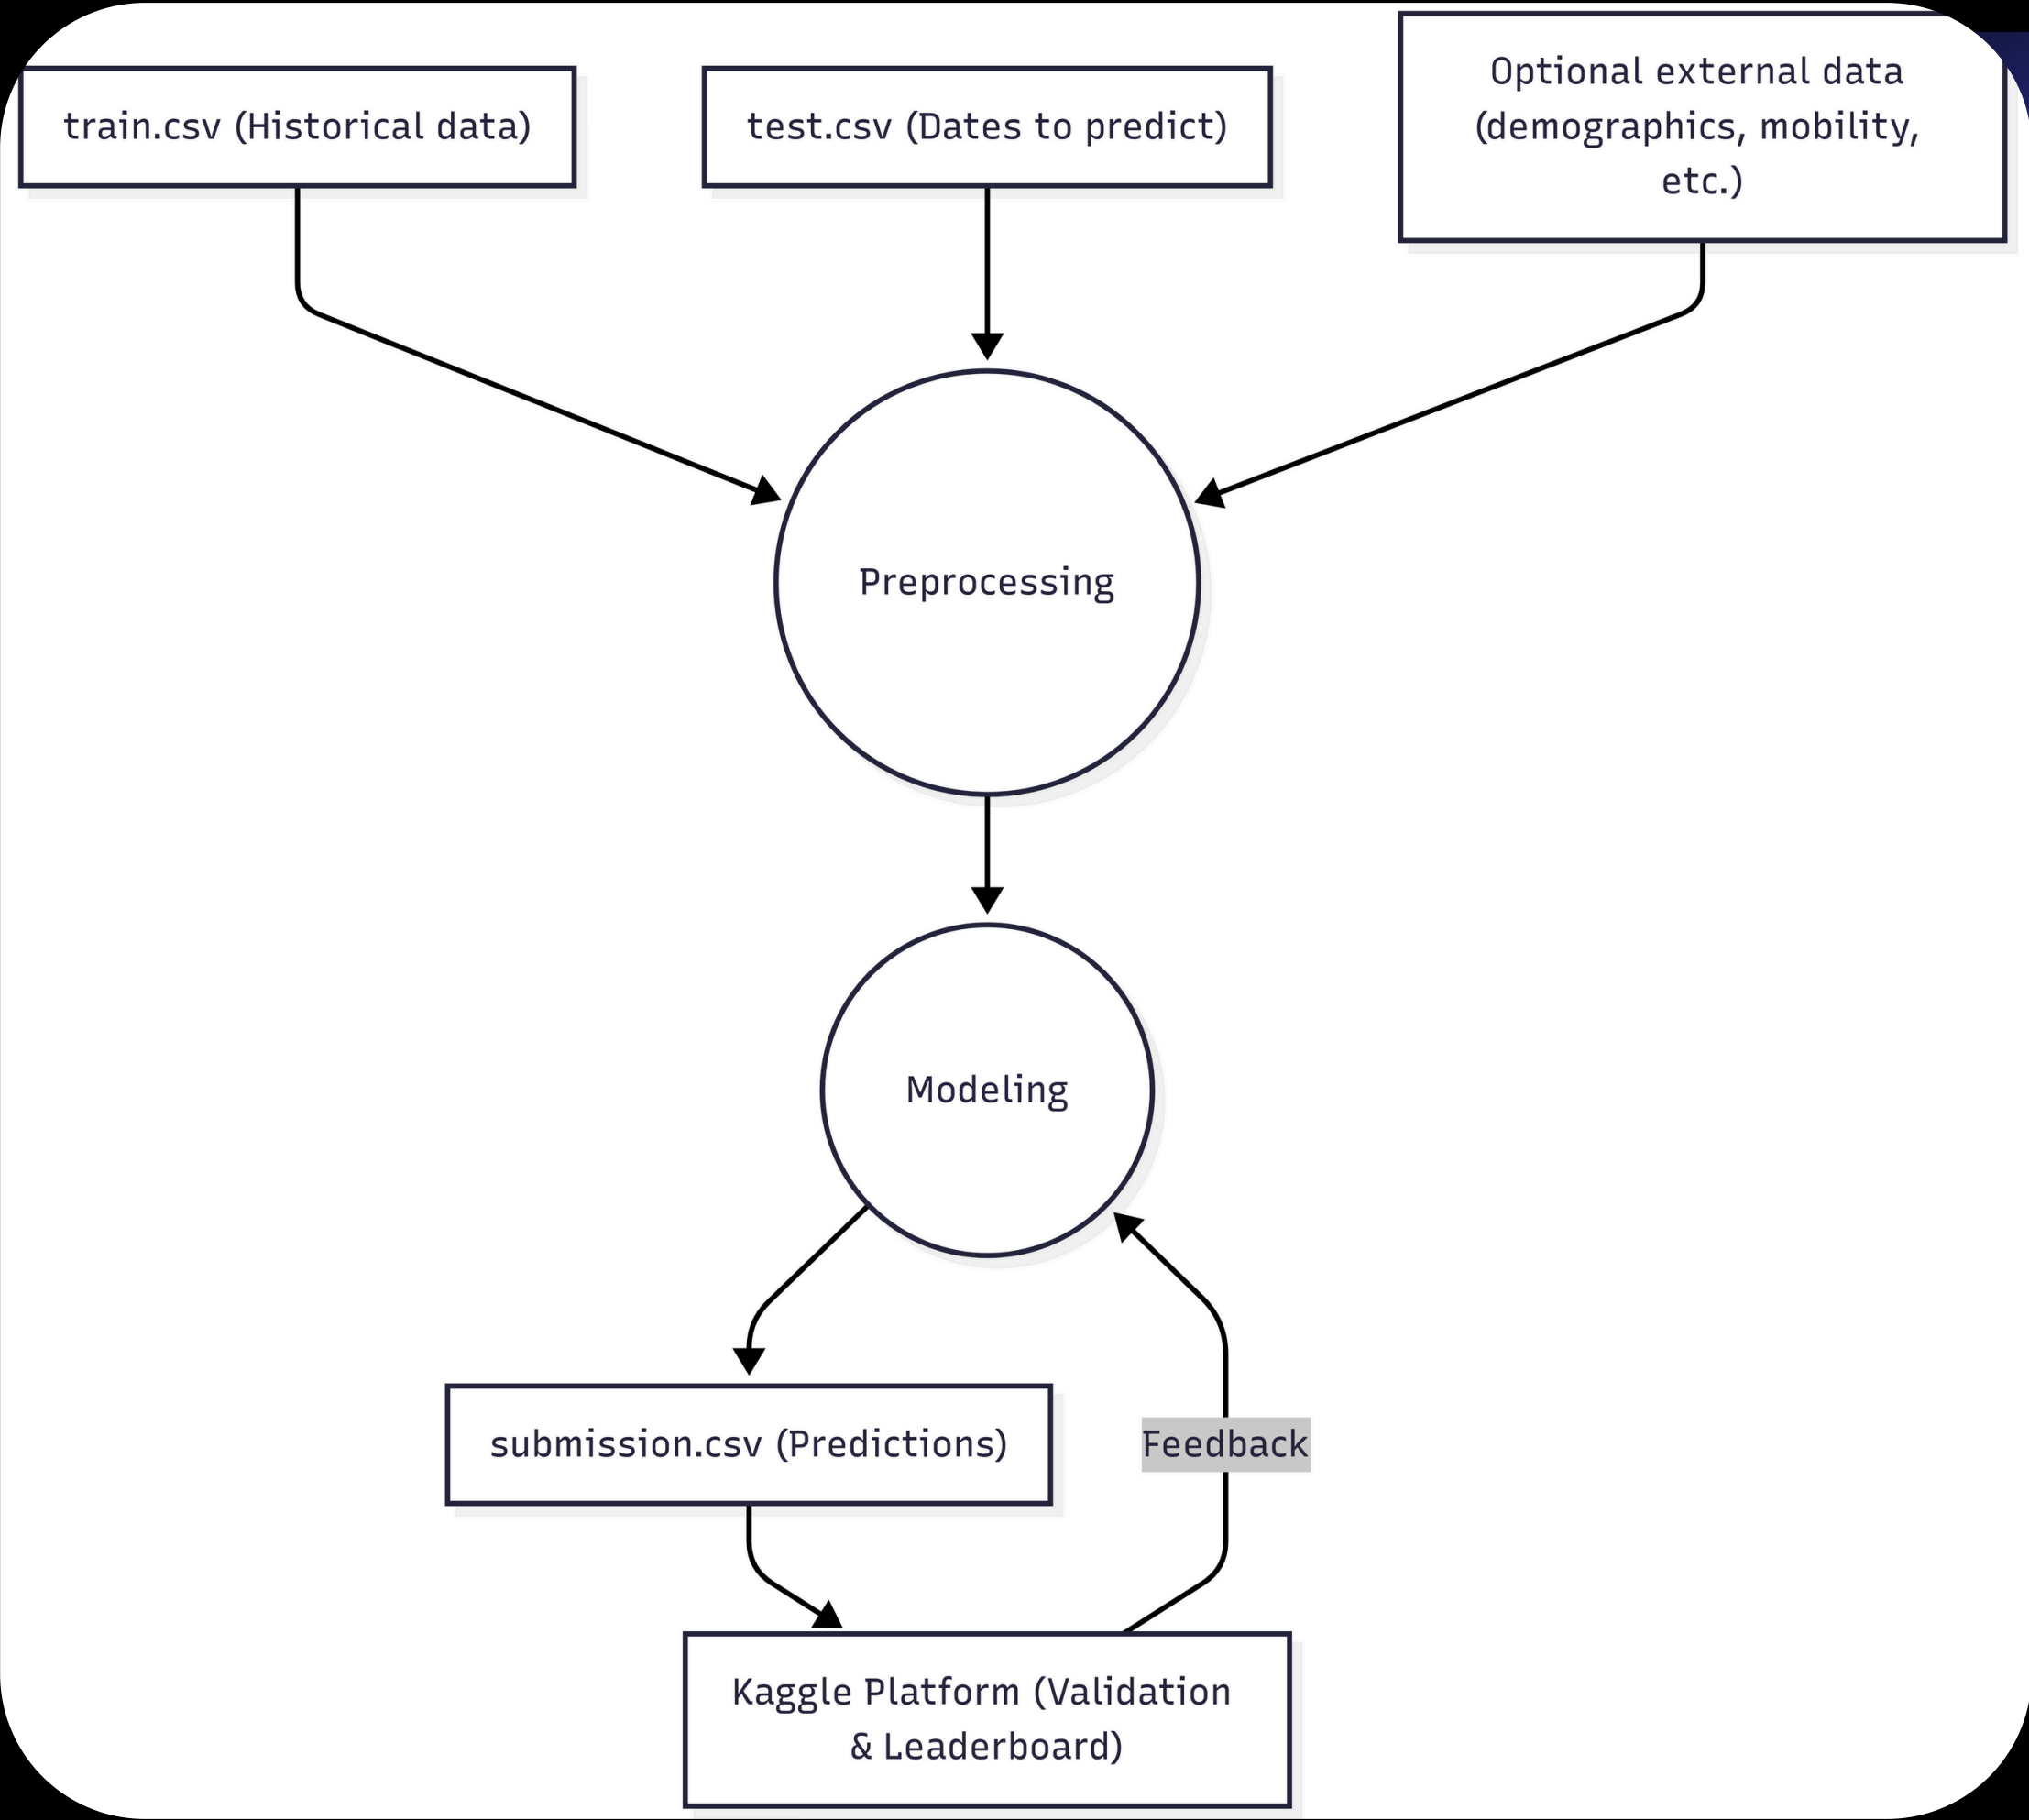 train.csv (Historical data)
test.csv (Dates to predict)
Optional external data
(demographics, mobility,
etc.)
Preprocessing
Modeling
submission.csv (Predictions)
Feedback
Kaggle Platform (Validation
& Leaderboard)